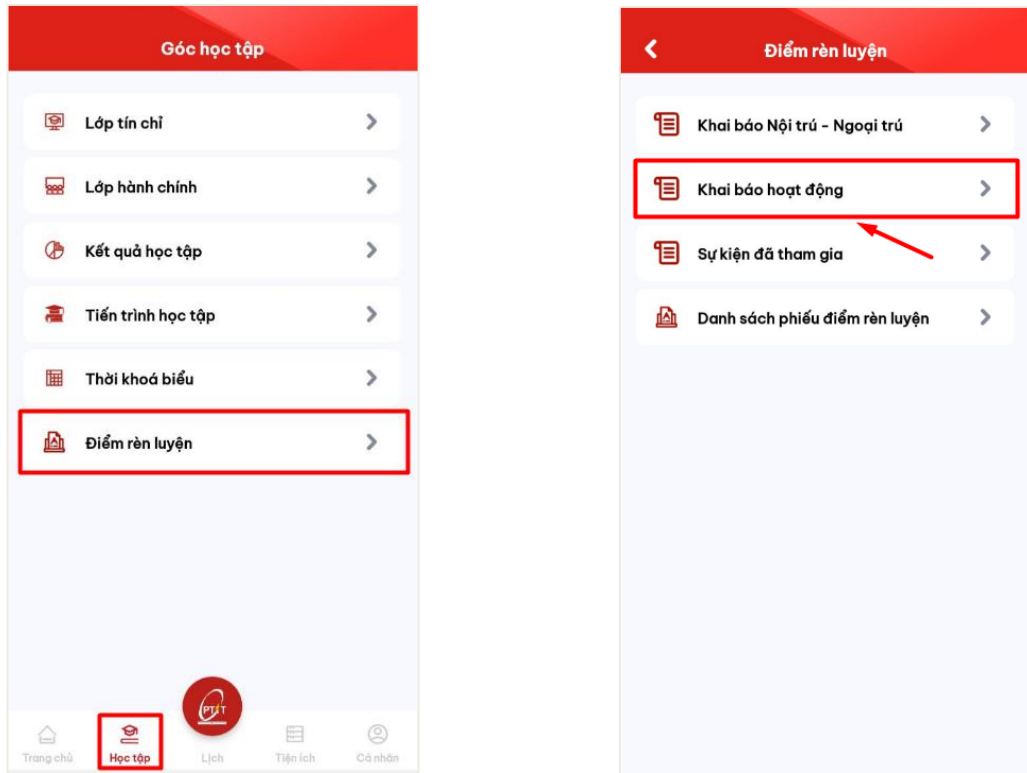 Góc học tập
Lớp tín chỉ
Lớp hành chính
Kết quả học tập
Tiến trình học tập
Thời khoá biểu
Điểm rèn luyện
PTIT
Trang chủ
Học tập
Lịch
Tiện ích
Cá nhân
Điểm rèn luyện
Khai báo Nội trú - Ngoại trú
Khai báo hoạt động
Sự kiện đã tham gia
Danh sách phiếu điểm rèn luyện